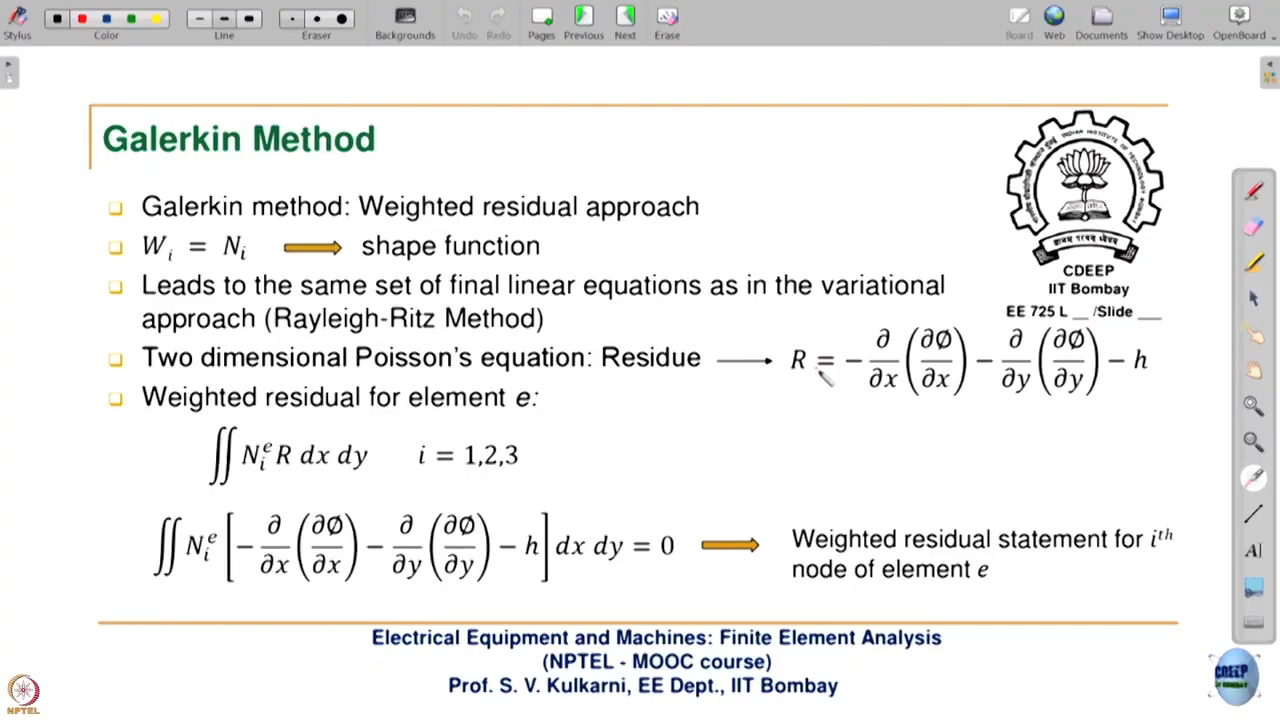 Stylus
Color
Line
Eraser
Backgrounds
Undo
Redo
Pages
Previous
Next
Erase
Board
Web
Documents
Show Desktop
OpenBoard
Galerkin Method
Galerkin method: Weighted residual approach
W_i = N_i ⟹ shape function
Leads to the same set of final linear equations as in the variational
approach (Rayleigh-Ritz Method)
Two dimensional Poisson's equation: Residue ⟶ R = −∂/∂x (∂Ø/∂x) − ∂/∂y (∂Ø/∂y) − h
Weighted residual for element e:
∬ N_i^e R dx dy i = 1,2,3
∬ N_i^e [−∂/∂x (∂Ø/∂x) − ∂/∂y (∂Ø/∂y) − h] dx dy = 0 ⟹ Weighted residual statement for i^th
node of element e
CDEEP
IIT Bombay
EE 725 L __ /Slide ___
Electrical Equipment and Machines: Finite Element Analysis
(NPTEL - MOOC course)
Prof. S. V. Kulkarni, EE Dept., IIT Bombay
NPTEL
CDEEP
IIT BOMBAY